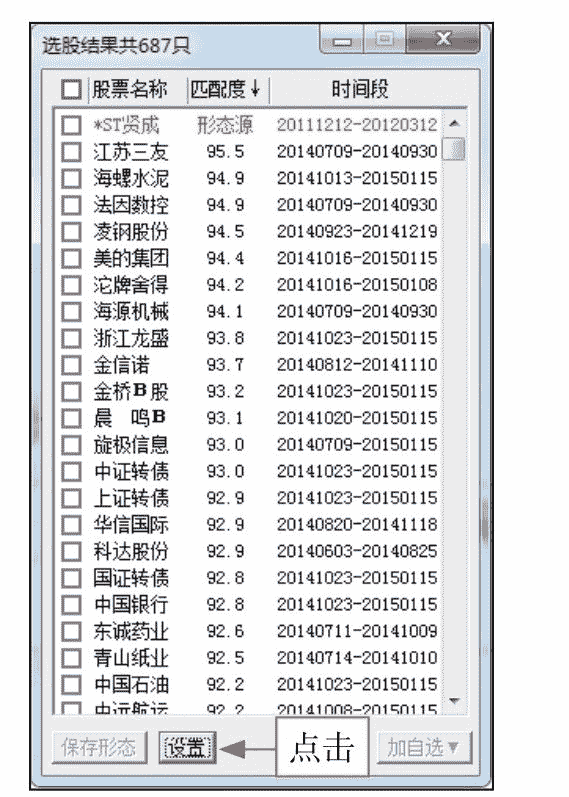 选股结果共687只
股票名称 匹配度↓ 时间段
*ST贤成 形态源 20111212-20120312
江苏三友 95.5 20140709-20140930
海螺水泥 94.9 20141013-20150115
法因数控 94.9 20140709-20140930
凌钢股份 94.5 20140923-20141219
美的集团 94.4 20141016-20150115
沱牌舍得 94.2 20141016-20150108
海源机械 94.1 20140709-20140930
浙江龙盛 93.8 20141023-20150115
金信诺 93.7 20140812-20141110
金桥B股 93.2 20141023-20150115
晨 鸣B 93.1 20141020-20150115
旋极信息 93.0 20140709-20150115
中证转债 93.0 20141023-20150115
上证转债 92.9 20141023-20150115
华信国际 92.9 20140820-20141118
科达股份 92.9 20140603-20140825
国证转债 92.8 20141023-20150115
中国银行 92.8 20141023-20150115
东诚药业 92.6 20140711-20141009
青山纸业 92.5 20140714-20141010
中国石油 92.2 20141023-20150115
中远航运 92.2 20141008-20150115
保存形态 设置 点击 加自选▼